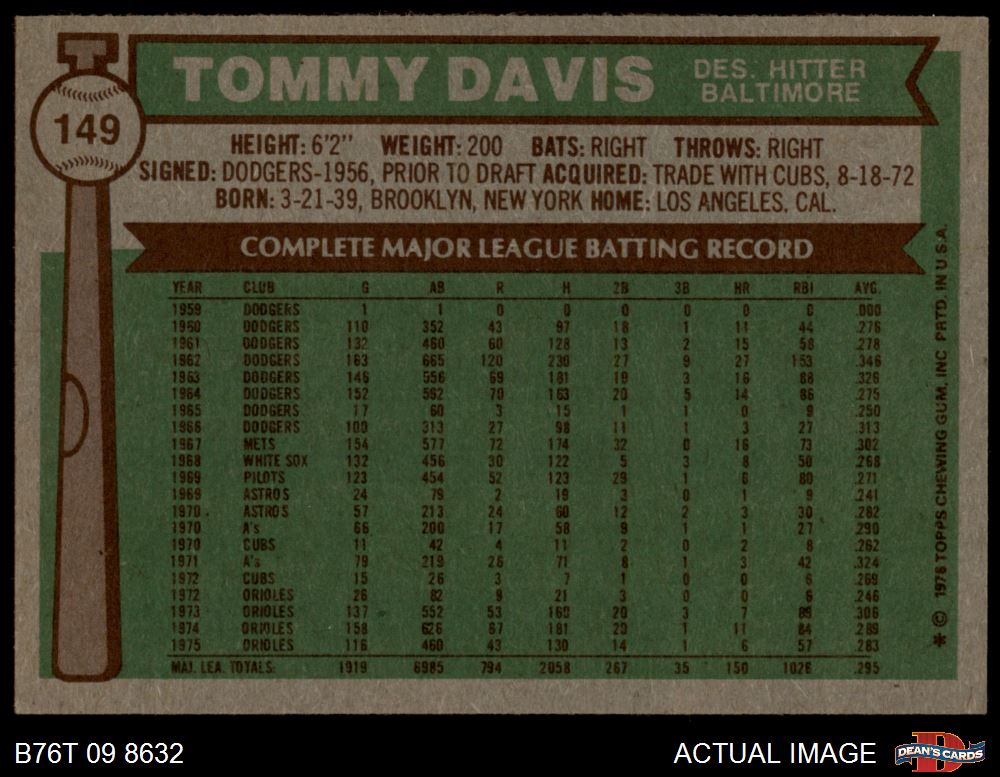 T
TOMMY DAVIS
DES. HITTER
BALTIMORE
149
HEIGHT: 6'2" WEIGHT: 200 BATS: RIGHT THROWS: RIGHT
SIGNED: DODGERS-1956, PRIOR TO DRAFT ACQUIRED: TRADE WITH CUBS, 8-18-72
BORN: 3-21-39, BROOKLYN, NEW YORK HOME: LOS ANGELES, CAL.
COMPLETE MAJOR LEAGUE BATTING RECORD
YEAR CLUB G AB R H 2B 3B HR RBI AVG.
1959 DODGERS 1 1 0 0 0 0 0 0 .000
1960 DODGERS 110 352 43 97 18 1 11 44 .276
1961 DODGERS 132 460 60 128 13 2 15 58 .278
1962 DODGERS 163 665 120 230 27 9 27 153 .346
1963 DODGERS 146 556 69 181 19 3 16 88 .326
1964 DODGERS 152 592 70 163 20 5 14 86 .275
1965 DODGERS 17 60 3 15 1 1 0 9 .250
1966 DODGERS 100 313 27 98 11 1 3 27 .313
1967 METS 154 577 72 174 32 0 16 73 .302
1968 WHITE SOX 132 456 30 122 5 3 8 50 .268
1969 PILOTS 123 454 52 123 29 1 6 80 .271
1969 ASTROS 24 79 2 19 3 0 1 9 .241
1970 ASTROS 57 213 24 60 12 2 3 30 .282
1970 A's 66 200 17 58 9 1 1 27 .290
1970 CUBS 11 42 4 11 2 0 2 8 .262
1971 A's 79 219 26 71 8 1 3 42 .324
1972 CUBS 15 26 3 7 1 0 0 6 .269
1972 ORIOLES 26 82 9 21 3 0 0 6 .246
1973 ORIOLES 137 552 53 169 20 3 7 89 .306
1974 ORIOLES 158 626 67 181 20 1 11 84 .289
1975 ORIOLES 116 460 43 130 14 1 6 57 .283
MAJ. LEA. TOTALS: 1919 6985 794 2058 267 35 150 1026 .295
* © 1976 TOPPS CHEWING GUM, INC. PRTD. IN U.S.A.
B76T 09 8632
ACTUAL IMAGE
D
DEAN'S CARDS